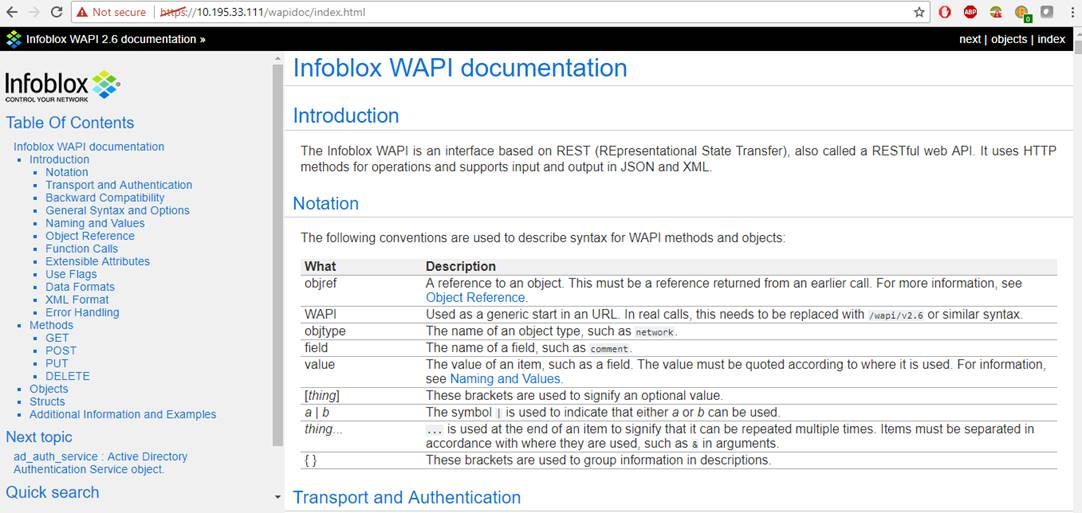 Not secure | https://10.195.33.111/wapidoc/index.html
ABP
0
Infoblox WAPI 2.6 documentation »
next | objects | index
Infoblox
CONTROL YOUR NETWORK
Table Of Contents
Infoblox WAPI documentation
Introduction
Notation
Transport and Authentication
Backward Compatibility
General Syntax and Options
Naming and Values
Object Reference
Function Calls
Extensible Attributes
Use Flags
Data Formats
XML Format
Error Handling
Methods
GET
POST
PUT
DELETE
Objects
Structs
Additional Information and Examples
Next topic
ad_auth_service : Active Directory
Authentication Service object.
Quick search
Infoblox WAPI documentation
Introduction
The Infoblox WAPI is an interface based on REST (REpresentational State Transfer), also called a RESTful web API. It uses HTTP
methods for operations and supports input and output in JSON and XML.
Notation
The following conventions are used to describe syntax for WAPI methods and objects:
What Description
objref A reference to an object. This must be a reference returned from an earlier call. For more information, see
Object Reference.
WAPI Used as a generic start in an URL. In real calls, this needs to be replaced with /wapi/v2.6 or similar syntax.
objtype The name of an object type, such as network.
field The name of a field, such as comment.
value The value of an item, such as a field. The value must be quoted according to where it is used. For information,
see Naming and Values.
[thing] These brackets are used to signify an optional value.
a | b The symbol | is used to indicate that either a or b can be used.
thing... ... is used at the end of an item to signify that it can be repeated multiple times. Items must be separated in
accordance with where they are used, such as & in arguments.
{ } These brackets are used to group information in descriptions.
Transport and Authentication